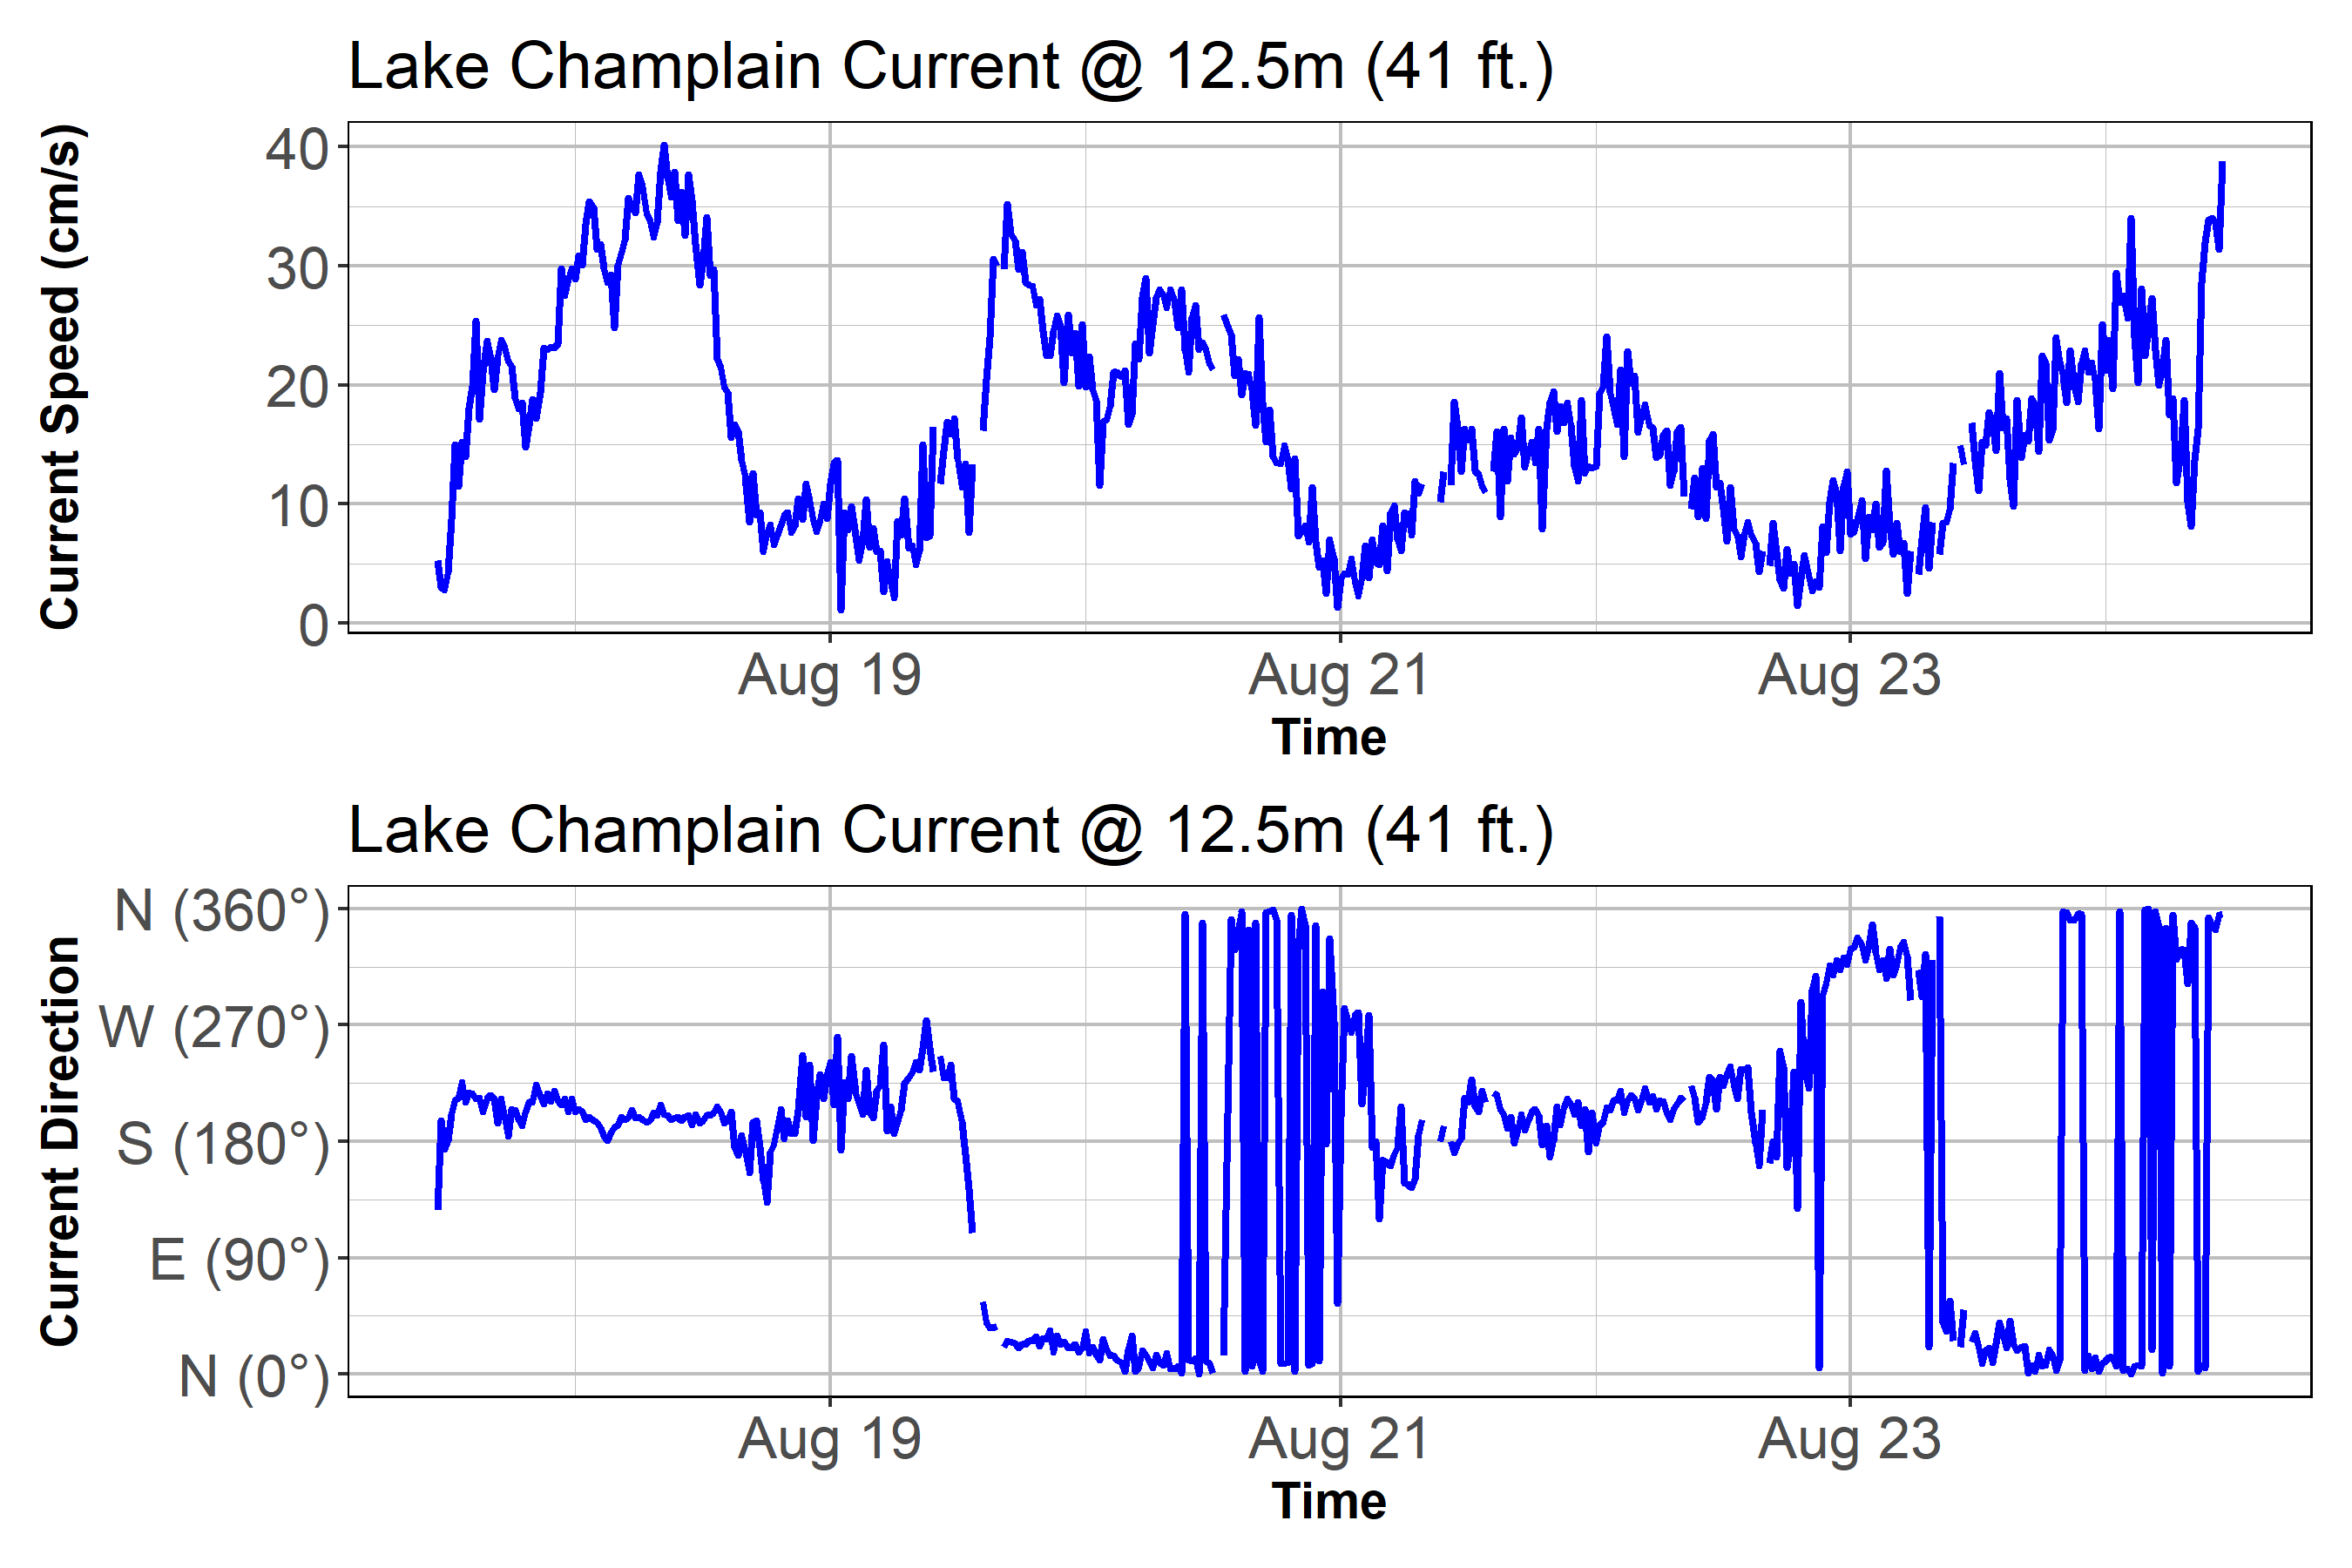 Lake Champlain Current @ 12.5m (41 ft.)
Current Speed (cm/s)
40
30
20
10
0
Aug 19 Aug 21 Aug 23
Time
Lake Champlain Current @ 12.5m (41 ft.)
Current Direction
N (360°)
W (270°)
S (180°)
E (90°)
N (0°)
Aug 19 Aug 21 Aug 23
Time